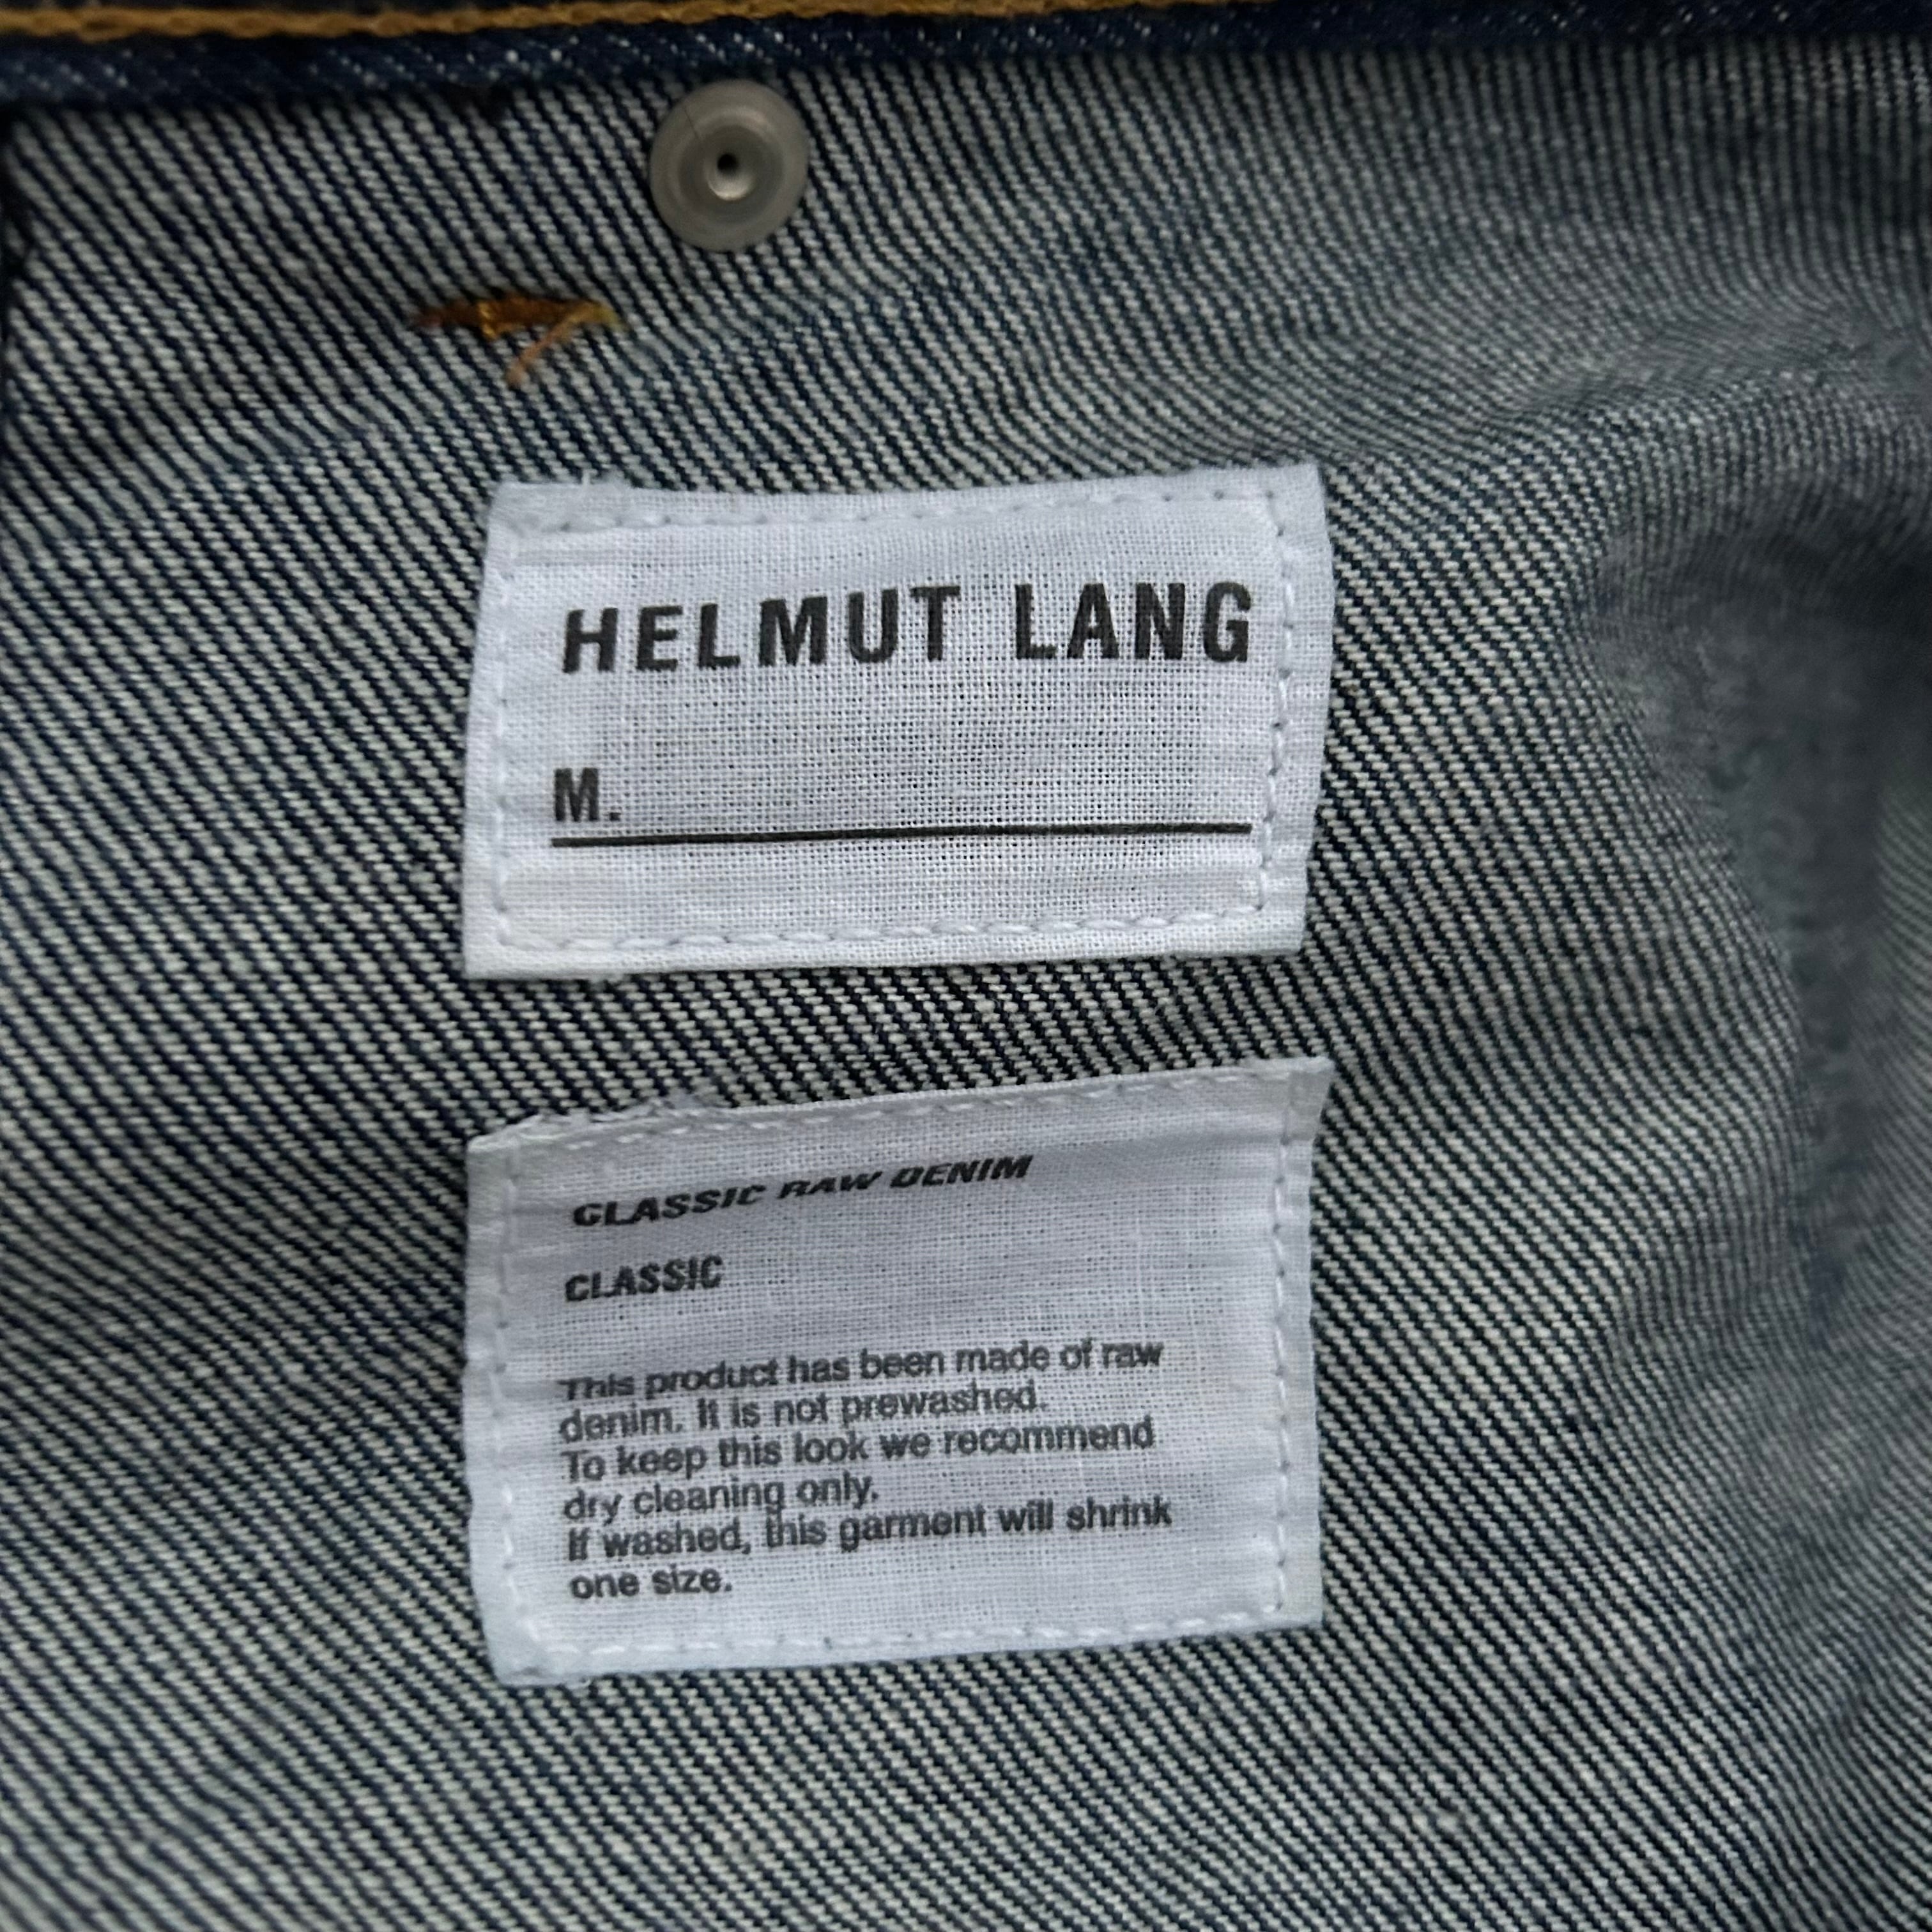 HELMUT LANG
M.
CLASSIC RAW DENIM
CLASSIC
This product has been made of raw
denim. It is not prewashed.
To keep this look we recommend
dry cleaning only.
If washed, this garment will shrink
one size.